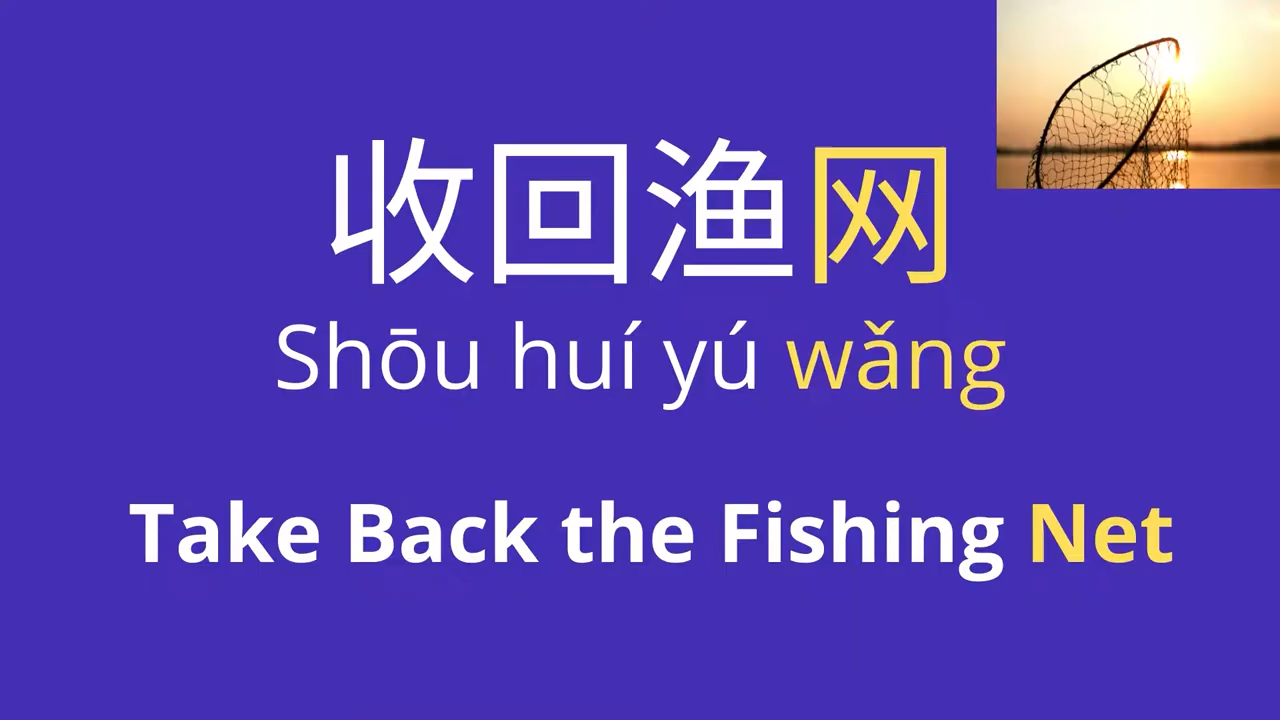 收回渔网
Shōu huí yú wǎng
Take Back the Fishing Net